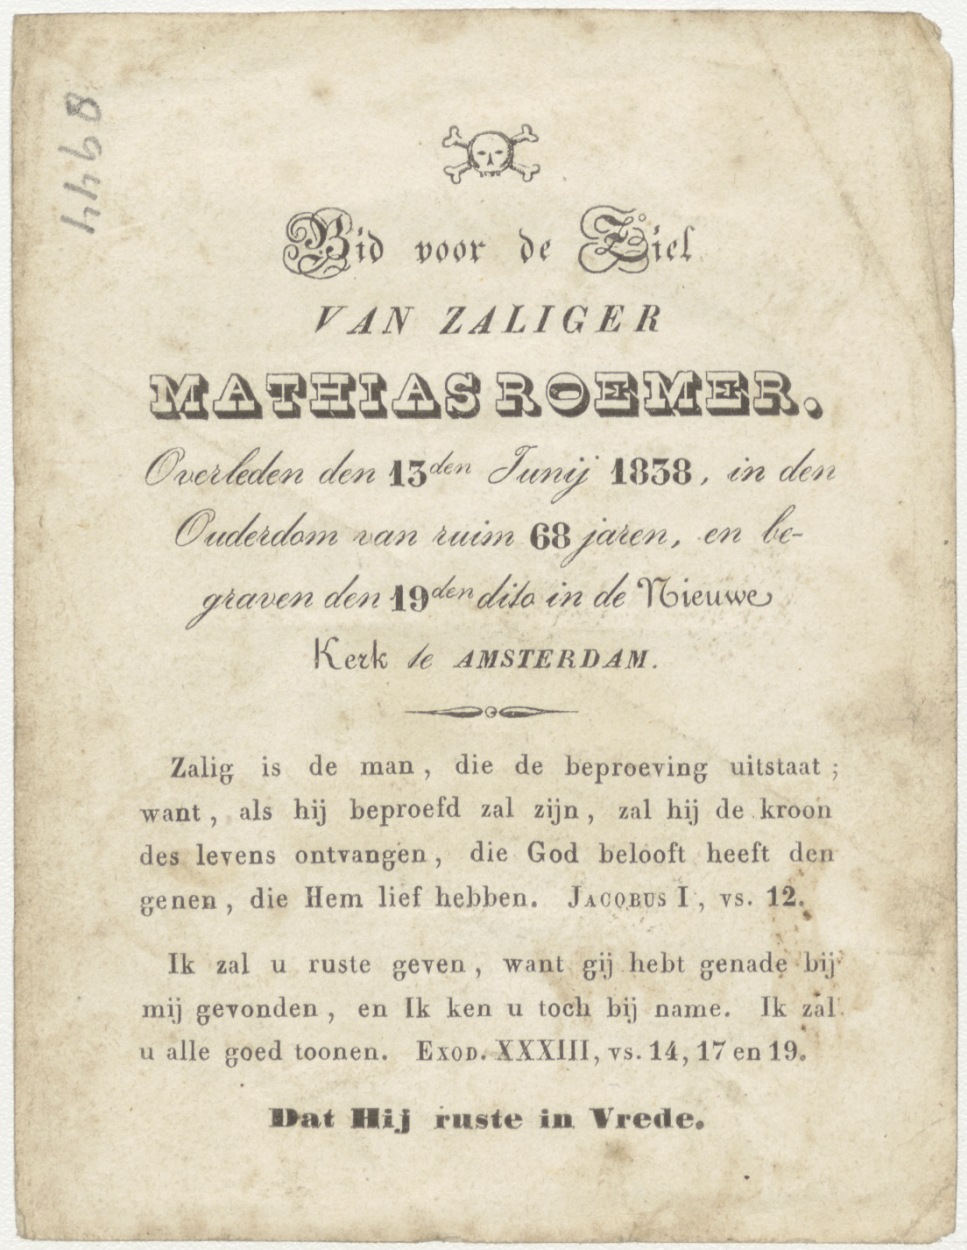 8944
Bid voor de Ziel
VAN ZALIGER
MATHIAS ROEMER.
Overleden den 13den Junij 1838, in den
Ouderdom van ruim 68 jaren, en be-
graven den 19den dito in de Nieuwe
Kerk te AMSTERDAM.
Zalig is de man, die de beproeving uitstaat;
want, als hij beproefd zal zijn, zal hij de kroon
des levens ontvangen, die God belooft heeft den
genen, die Hem lief hebben. JACOBUS I, vs. 12.
Ik zal u ruste geven, want gij hebt genade bij
mij gevonden, en Ik ken u toch bij name. Ik zal
u alle goed toonen. EXOD. XXXIII, vs. 14, 17 en 19.
Dat Hij ruste in Vrede.